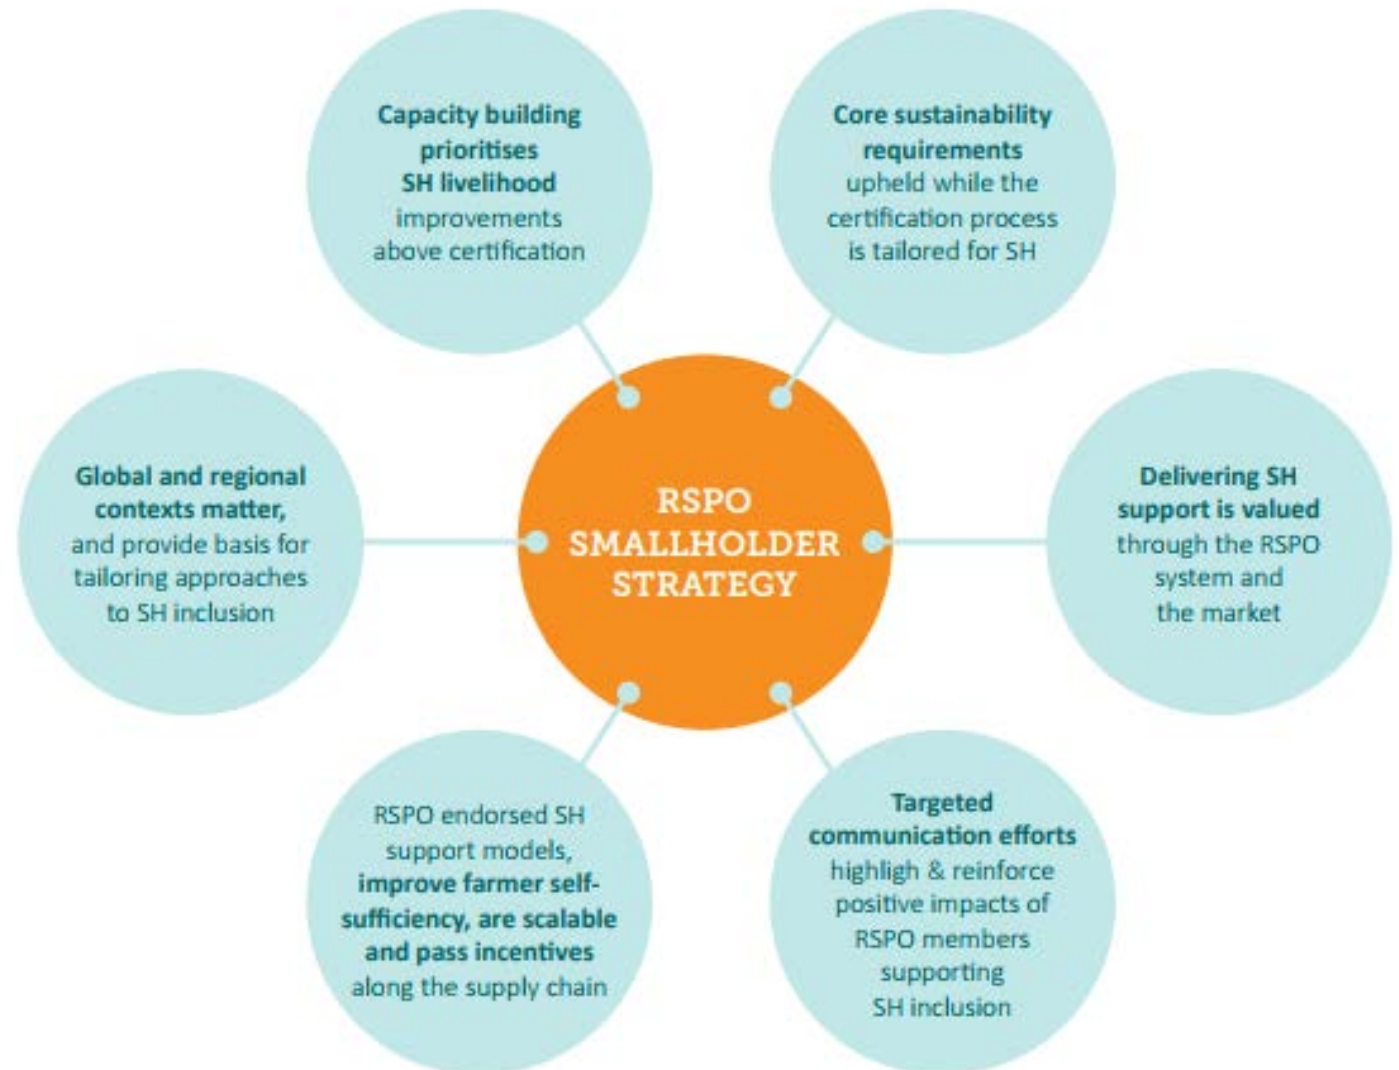 Capacity building
prioritises
SH livelihood
improvements
above certification
Core sustainability
requirements
upheld while the
certification process
is tailored for SH
Global and regional
contexts matter,
and provide basis for
tailoring approaches
to SH inclusion
RSPO
SMALLHOLDER
STRATEGY
Delivering SH
support is valued
through the RSPO
system and
the market
RSPO endorsed SH
support models,
improve farmer self-
sufficiency, are scalable
and pass incentives
along the supply chain
Targeted
communication efforts
highligh & reinforce
positive impacts of
RSPO members
supporting
SH inclusion